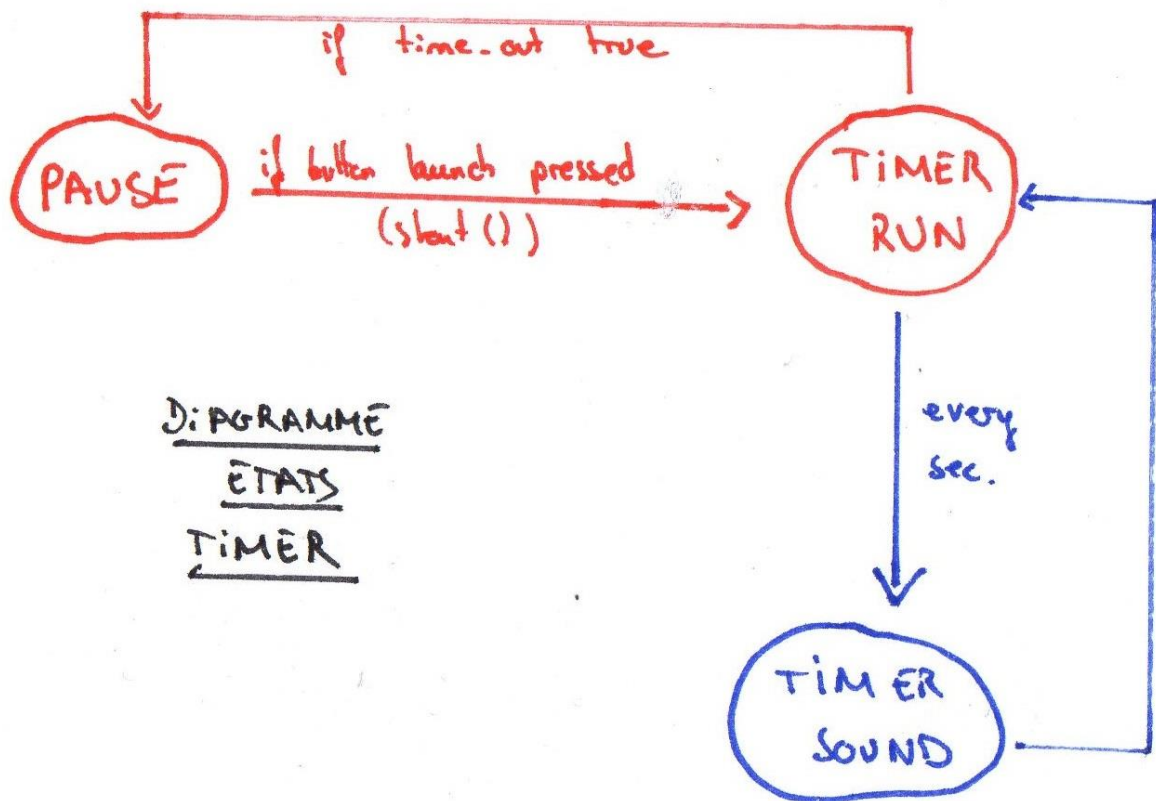 if time-out true
PAUSE
if button launch pressed
(start())
TiMER
RUN
every
sec.
DiAGRAMME
ETATS
TiMER
TiMER
SOUND